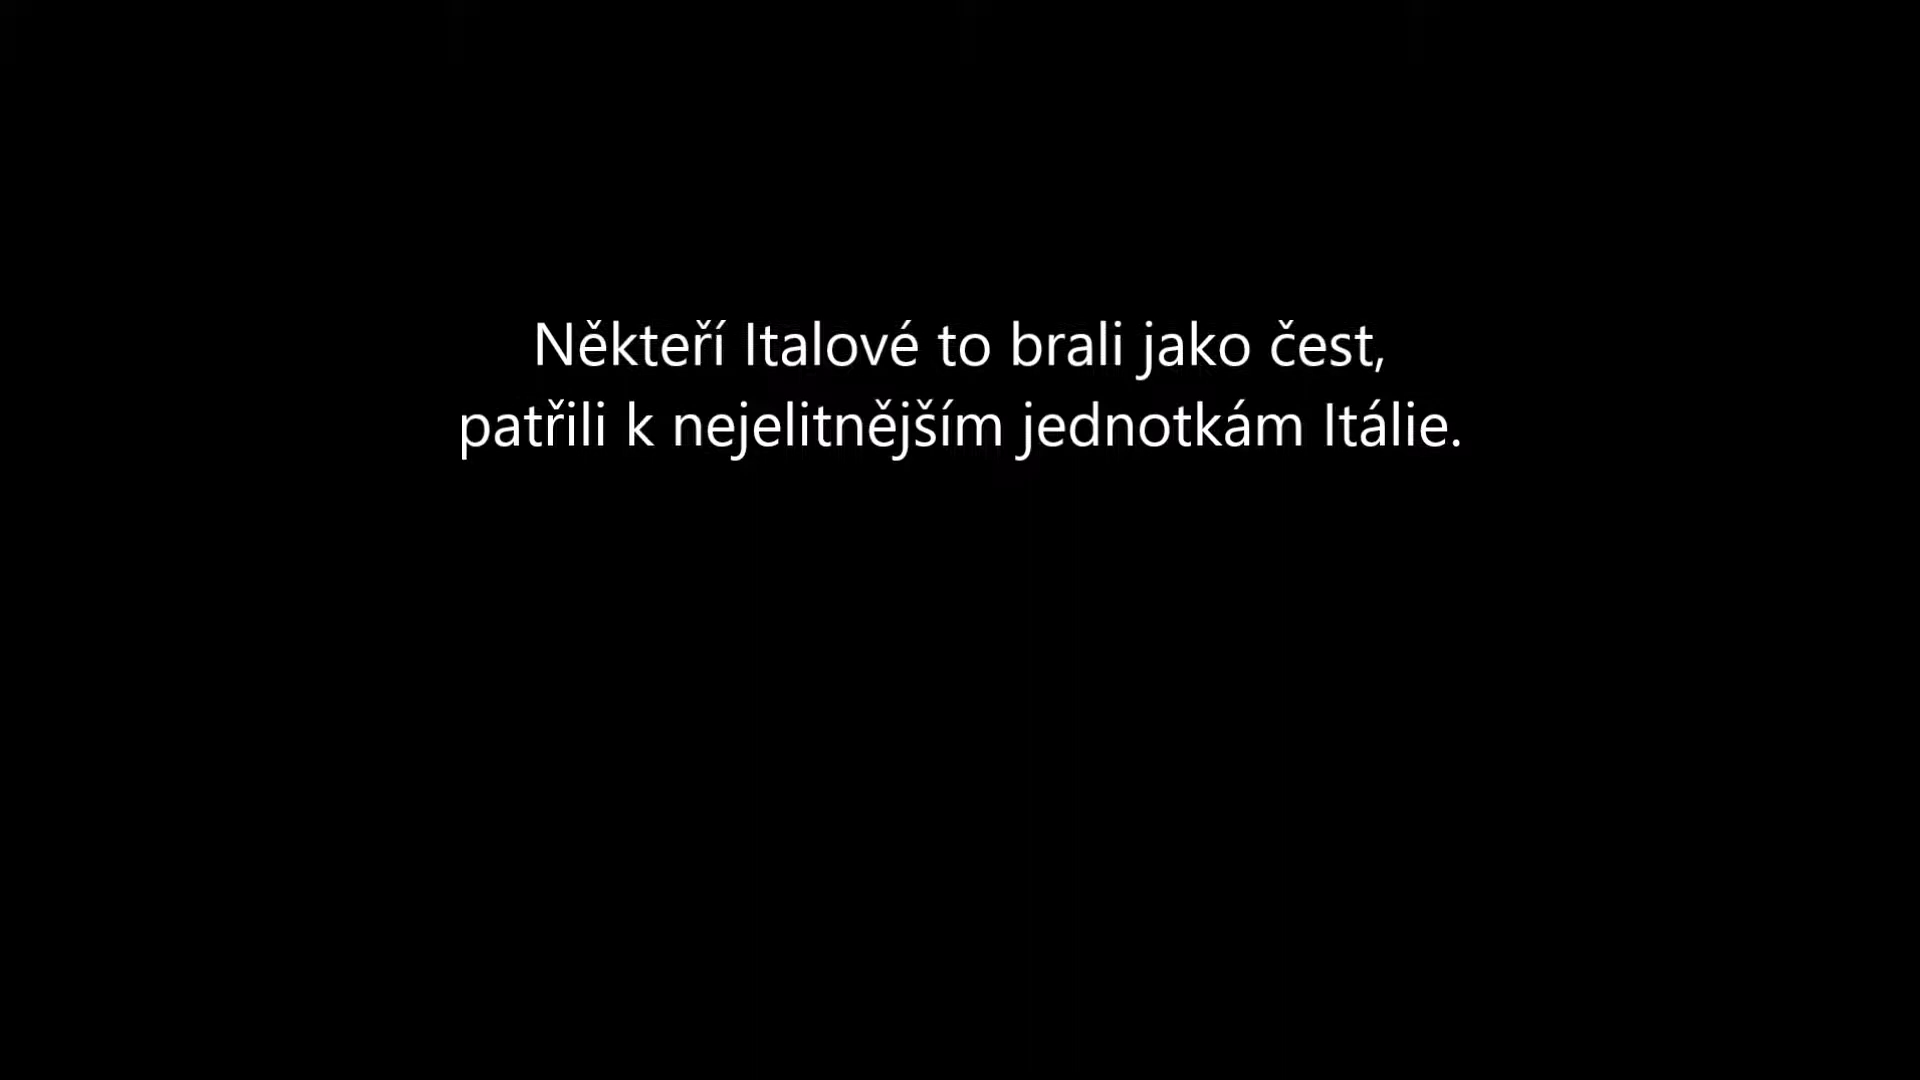 Někteří Italové to brali jako čest,
patřili k nejelitnějším jednotkám Itálie.